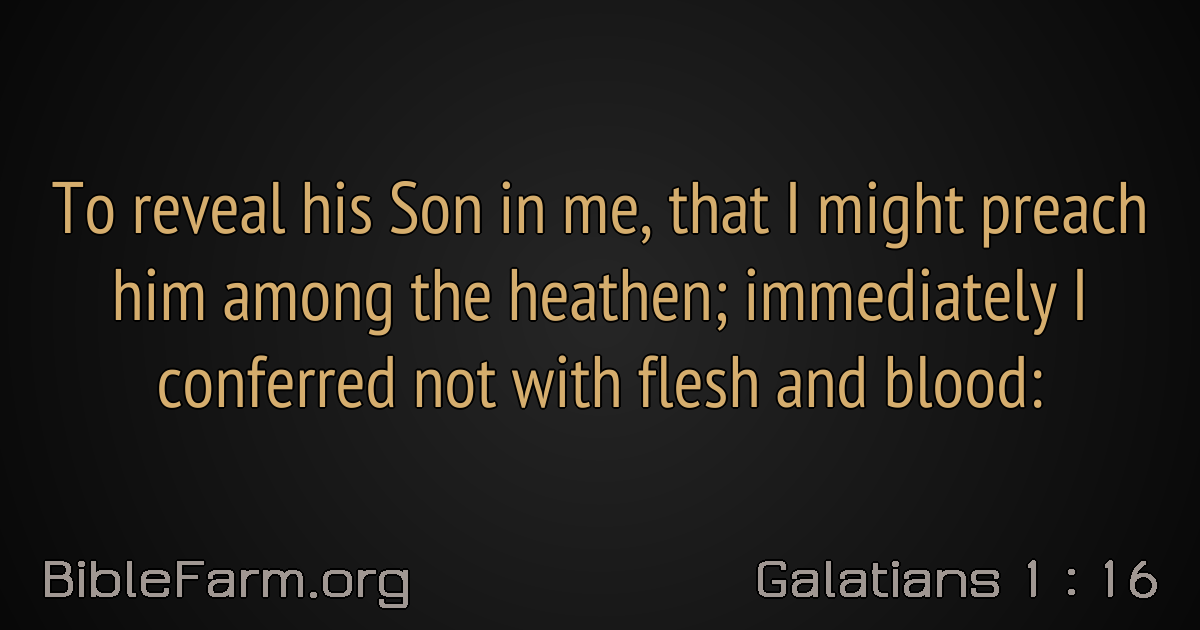 To reveal his Son in me, that I might preach
him among the heathen; immediately I
conferred not with flesh and blood:
BibleFarm.org
Galatians 1 : 16